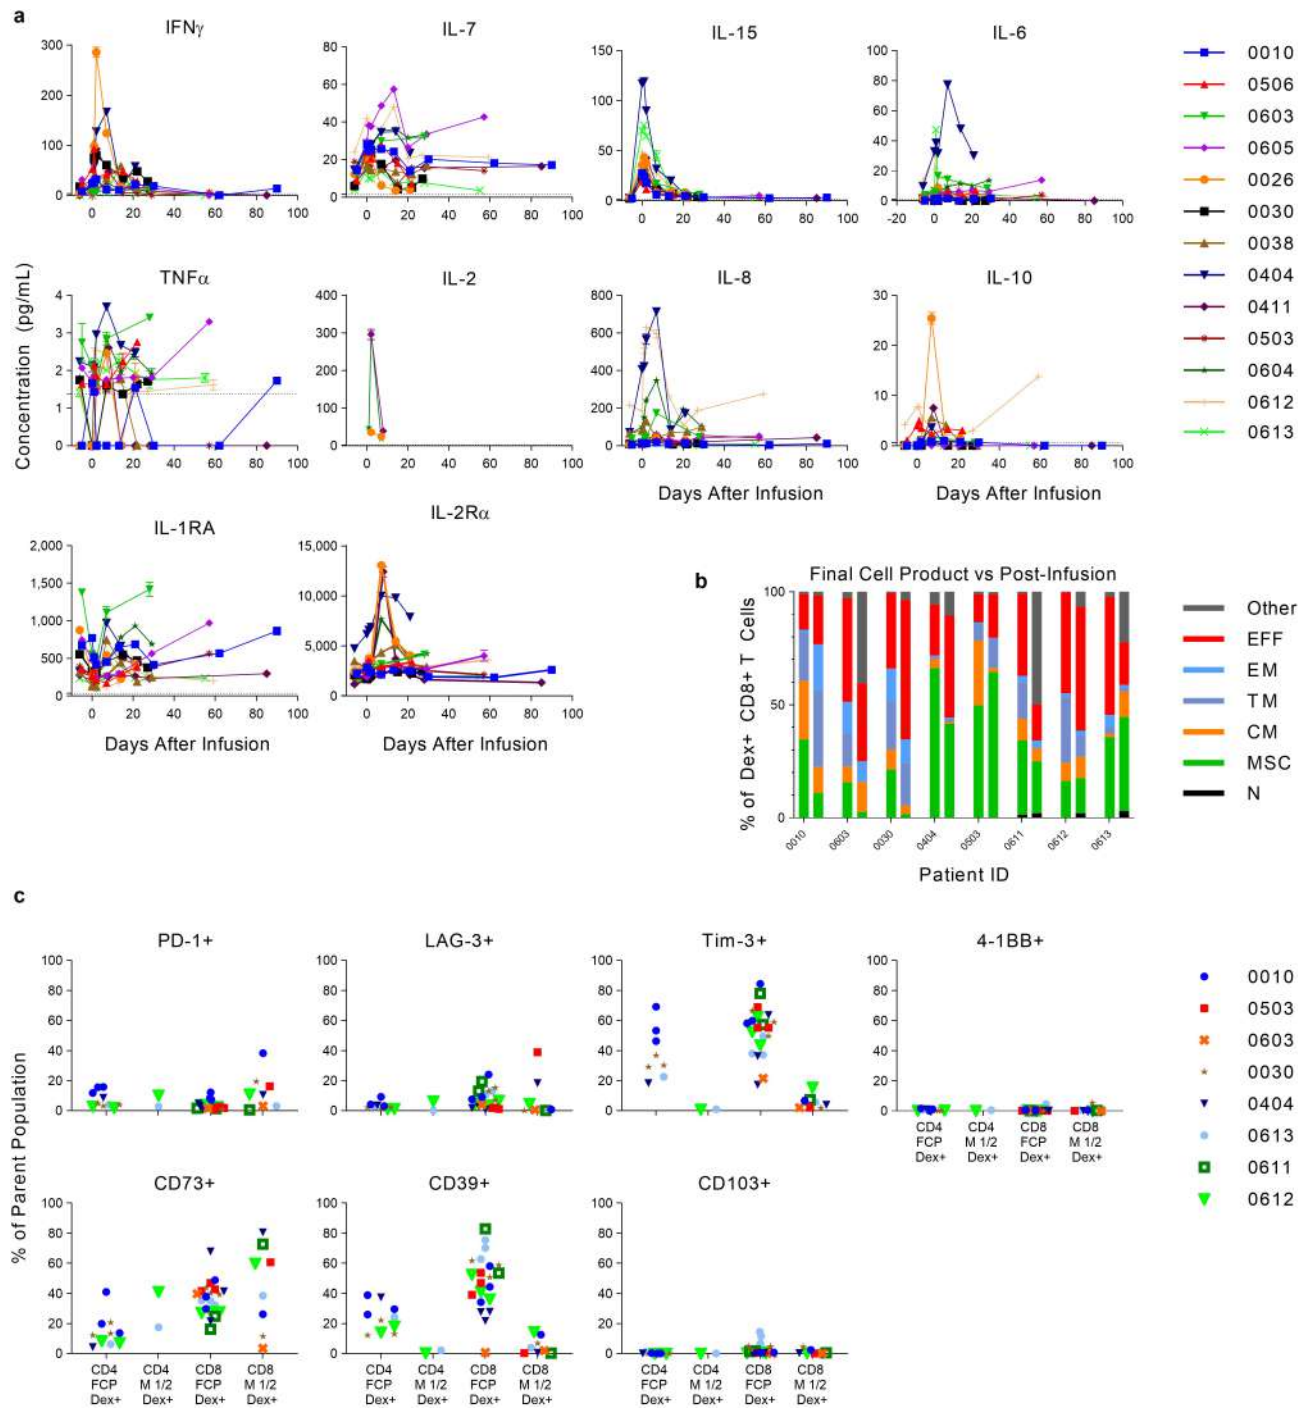 a
IFNγ
IL-7
IL-15
IL-6
300
200
100
0
0 20 40 60 80 100
80
60
40
20
0
0 20 40 60 80 100
150
100
50
0
0 20 40 60 80 100
100
80
60
40
20
0
-20 0 20 40 60 80 100
0010
0506
0603
0605
0026
0030
0038
0404
0411
0503
0604
0612
0613
Concentration (pg/mL)
TNFα
IL-2
IL-8
IL-10
4
3
2
1
0
0 20 40 60 80 100
400
300
200
100
0
0 20 40 60 80 100
800
600
400
200
0
0 20 40 60 80 100
Days After Infusion
30
20
10
0
0 20 40 60 80 100
Days After Infusion
IL-1RA
IL-2Rα
2,000
1,500
1,000
500
0
0 20 40 60 80 100
Days After Infusion
15,000
10,000
5,000
0
0 20 40 60 80 100
Days After Infusion
b
Final Cell Product vs Post-Infusion
% of Dex+ CD8+ T Cells
100
50
0
0010 0603 0030 0404 0503 0611 0612 0613
Patient ID
Other
EFF
EM
TM
CM
MSC
N
c
PD-1+
LAG-3+
Tim-3+
4-1BB+
100
80
60
40
20
0
100
80
60
40
20
0
100
80
60
40
20
0
100
80
60
40
20
0
CD4 CD4 CD8 CD8
FCP M 1/2 FCP M 1/2
Dex+ Dex+ Dex+ Dex+
0010
0503
0603
0030
0404
0613
0611
0612
% of Parent Population
CD73+
CD39+
CD103+
100
80
60
40
20
0
CD4 CD4 CD8 CD8
FCP M 1/2 FCP M 1/2
Dex+ Dex+ Dex+ Dex+
100
80
60
40
20
0
CD4 CD4 CD8 CD8
FCP M 1/2 FCP M 1/2
Dex+ Dex+ Dex+ Dex+
100
80
60
40
20
0
CD4 CD4 CD8 CD8
FCP M 1/2 FCP M 1/2
Dex+ Dex+ Dex+ Dex+